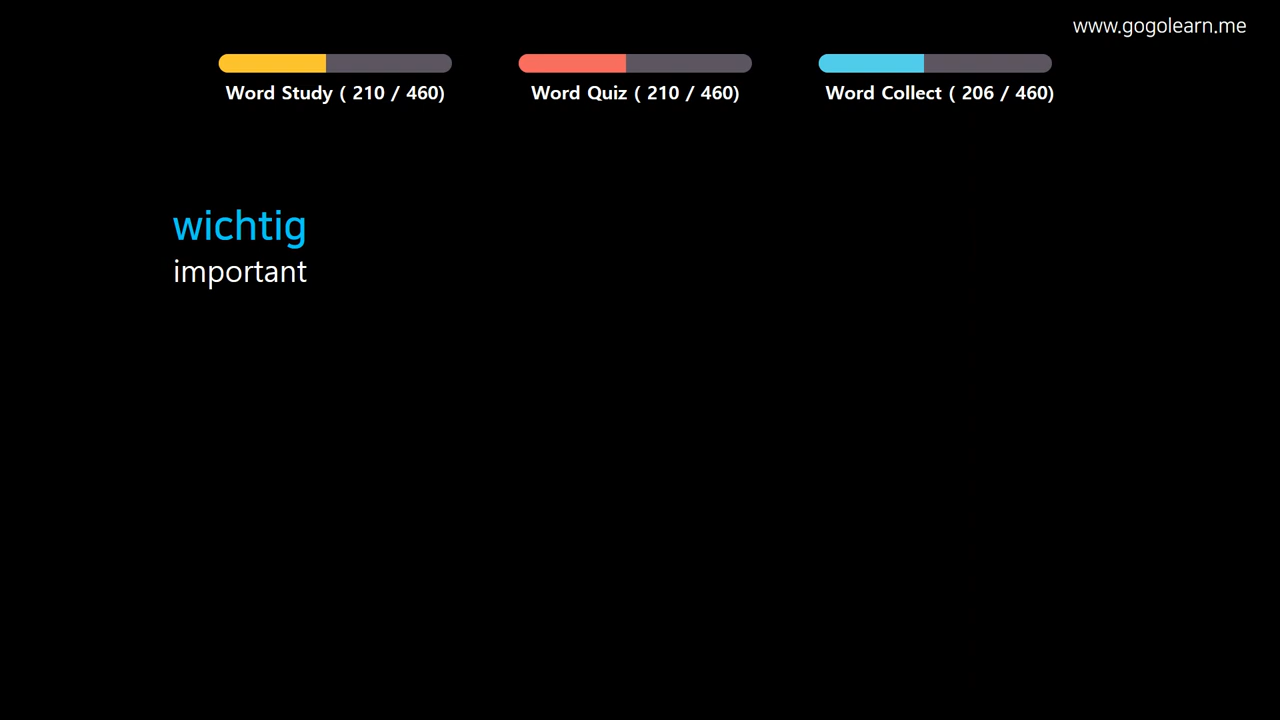 www.gogolearn.me
Word Study ( 210 / 460)
Word Quiz ( 210 / 460)
Word Collect ( 206 / 460)
wichtig
important